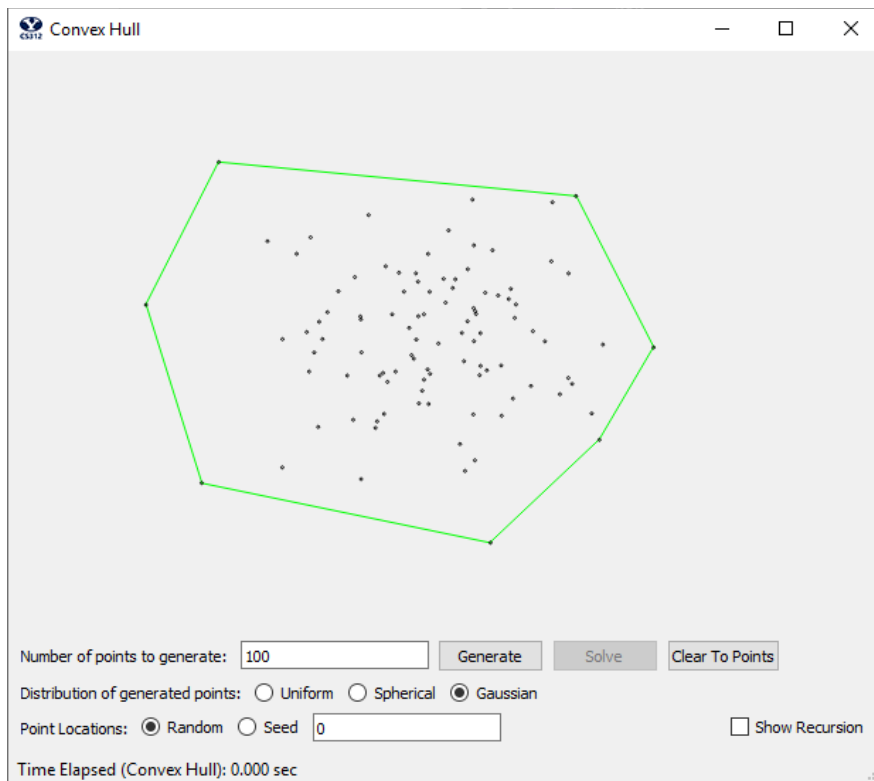 CS312 Convex Hull
Number of points to generate: 100 Generate Solve Clear To Points
Distribution of generated points: Uniform Spherical Gaussian
Point Locations: Random Seed 0 Show Recursion
Time Elapsed (Convex Hull): 0.000 sec